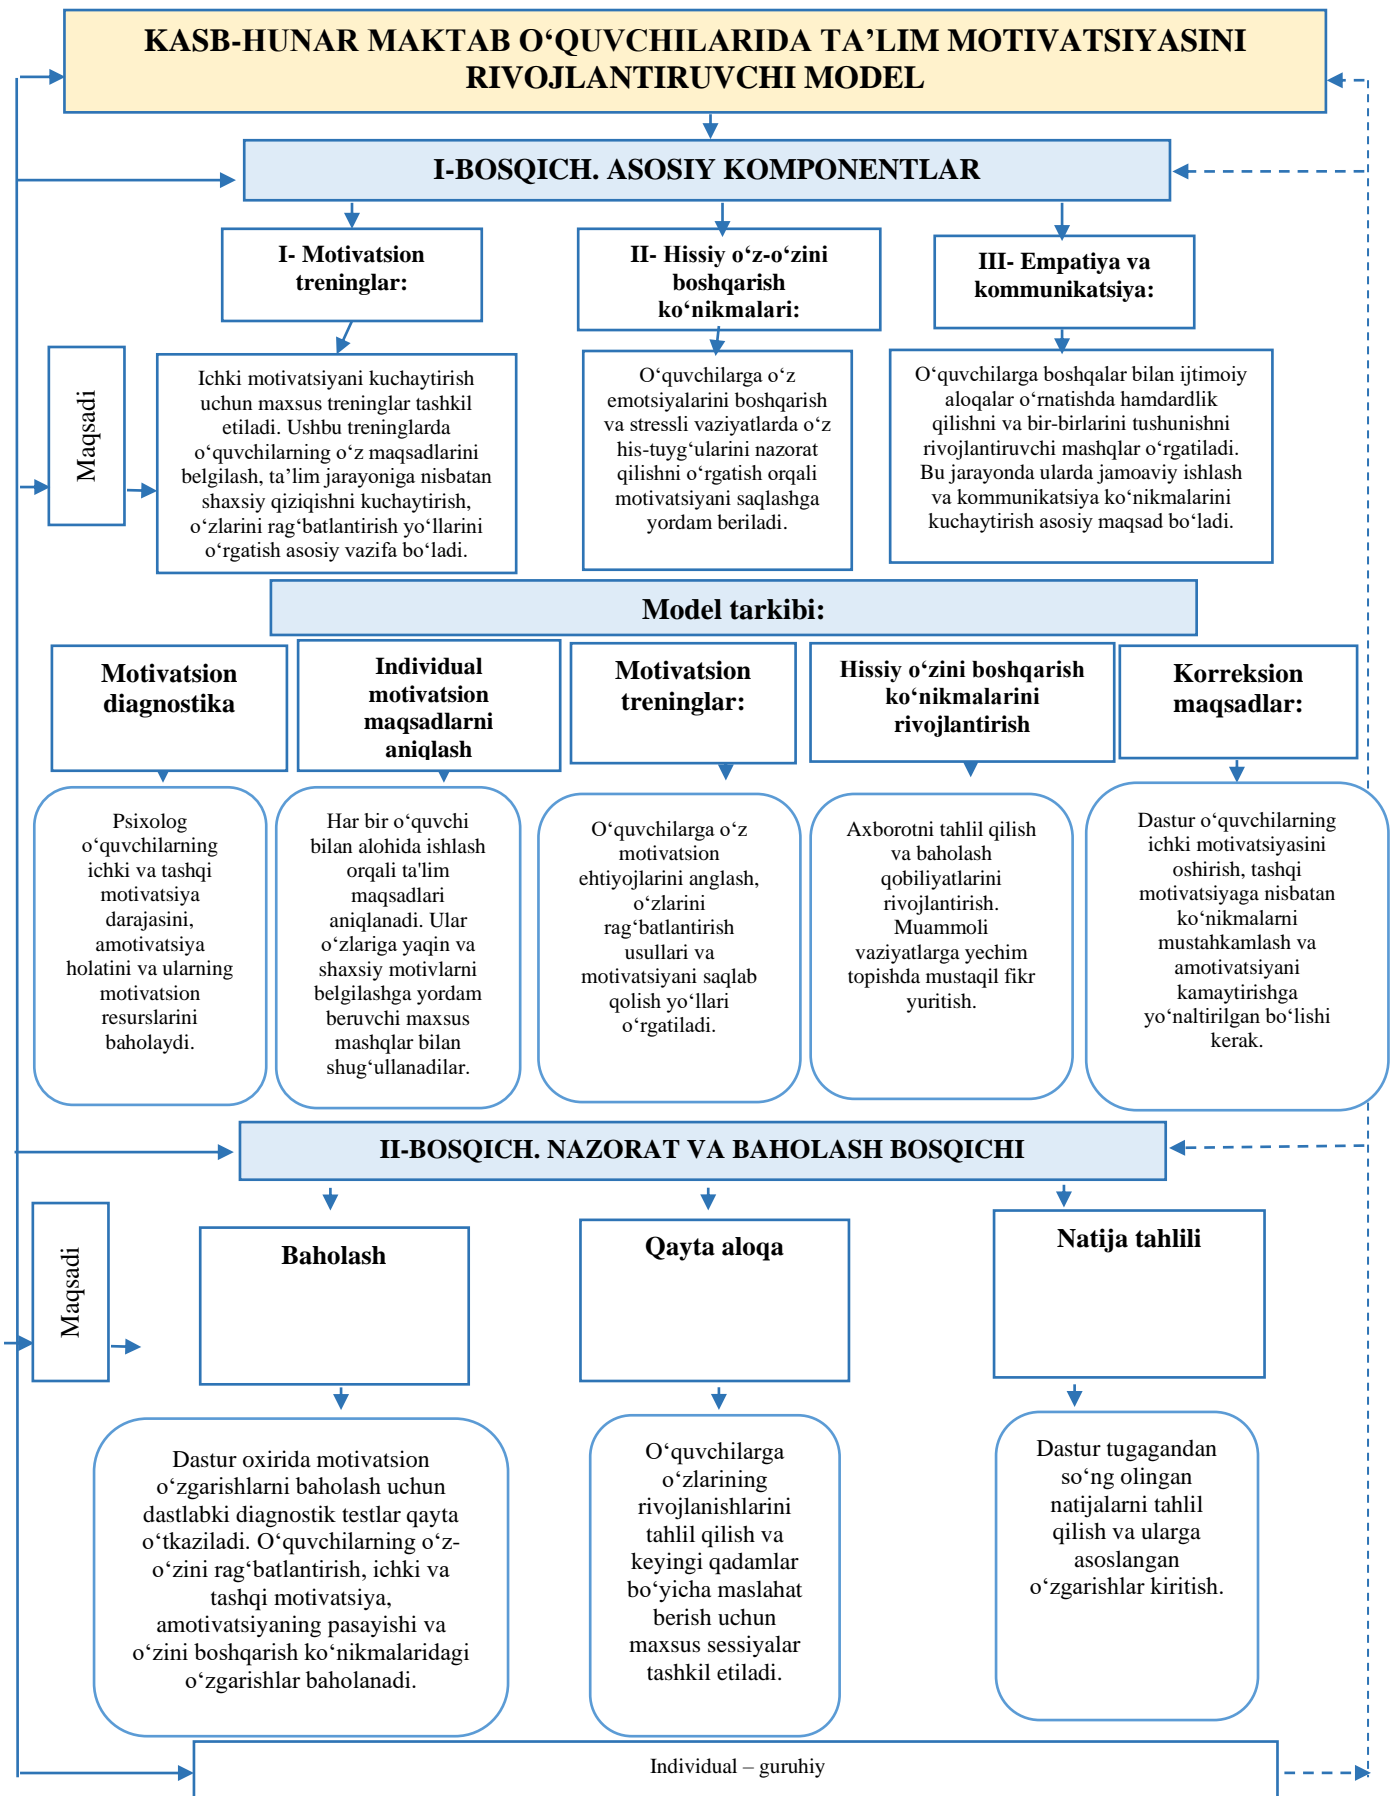 KASB-HUNAR MAKTAB O‘QUVCHILARIDA TA’LIM MOTIVATSIYASINI
RIVOJLANTIRUVCHI MODEL
I-BOSQICH. ASOSIY KOMPONENTLAR
I- Motivatsion
treninglar:
II- Hissiy o‘z-o‘zini
boshqarish
ko‘nikmalari:
III- Empatiya va
kommunikatsiya:
Maqsadi
Ichki motivatsiyani kuchaytirish
uchun maxsus treninglar tashkil
etiladi. Ushbu treninglarda
o‘quvchilarning o‘z maqsadlarini
belgilash, ta’lim jarayoniga nisbatan
shaxsiy qiziqishni kuchaytirish,
o‘zlarini rag‘batlantirish yo‘llarini
o‘rgatish asosiy vazifa bo‘ladi.
O‘quvchilarga o‘z
emotsiyalarini boshqarish
va stressli vaziyatlarda o‘z
his-tuyg‘ularini nazorat
qilishni o‘rgatish orqali
motivatsiyani saqlashga
yordam beriladi.
O‘quvchilarga boshqalar bilan ijtimoiy
aloqalar o‘rnatishda hamdardlik
qilishni va bir-birlarini tushunishni
rivojlantiruvchi mashqlar o‘rgatiladi.
Bu jarayonda ularda jamoaviy ishlash
va kommunikatsiya ko‘nikmalarini
kuchaytirish asosiy maqsad bo‘ladi.
Model tarkibi:
Motivatsion
diagnostika
Individual
motivatsion
maqsadlarni
aniqlash
Motivatsion
treninglar:
Hissiy o‘zini boshqarish
ko‘nikmalarini
rivojlantirish
Korreksion
maqsadlar:
Psixolog
o‘quvchilarning
ichki va tashqi
motivatsiya
darajasini,
amotivatsiya
holatini va ularning
motivatsion
resurslarini
baholaydi.
Har bir o‘quvchi
bilan alohida ishlash
orqali ta'lim
maqsadlari
aniqlanadi. Ular
o‘zlariga yaqin va
shaxsiy motivlarni
belgilashga yordam
beruvchi maxsus
mashqlar bilan
shug‘ullanadilar.
O‘quvchilarga o‘z
motivatsion
ehtiyojlarini anglash,
o‘zlarini
rag‘batlantirish
usullari va
motivatsiyani saqlab
qolish yo‘llari
o‘rgatiladi.
Axborotni tahlil qilish
va baholash
qobiliyatlarini
rivojlantirish.
Muammoli
vaziyatlarga yechim
topishda mustaqil fikr
yuritish.
Dastur o‘quvchilarning
ichki motivatsiyasini
oshirish, tashqi
motivatsiyaga nisbatan
ko‘nikmalarni
mustahkamlash va
amotivatsiyani
kamaytirishga
yo‘naltirilgan bo‘lishi
kerak.
II-BOSQICH. NAZORAT VA BAHOLASH BOSQICHI
Maqsadi
Baholash
Qayta aloqa
Natija tahlili
Dastur oxirida motivatsion
o‘zgarishlarni baholash uchun
dastlabki diagnostik testlar qayta
o‘tkaziladi. O‘quvchilarning o‘z-
o‘zini rag‘batlantirish, ichki va
tashqi motivatsiya,
amotivatsiyaning pasayishi va
o‘zini boshqarish ko‘nikmalaridagi
o‘zgarishlar baholanadi.
O‘quvchilarga
o‘zlarining
rivojlanishlarini
tahlil qilish va
keyingi qadamlar
bo‘yicha maslahat
berish uchun
maxsus sessiyalar
tashkil etiladi.
Dastur tugagandan
so‘ng olingan
natijalarni tahlil
qilish va ularga
asoslangan
o‘zgarishlar kiritish.
Individual – guruhiy